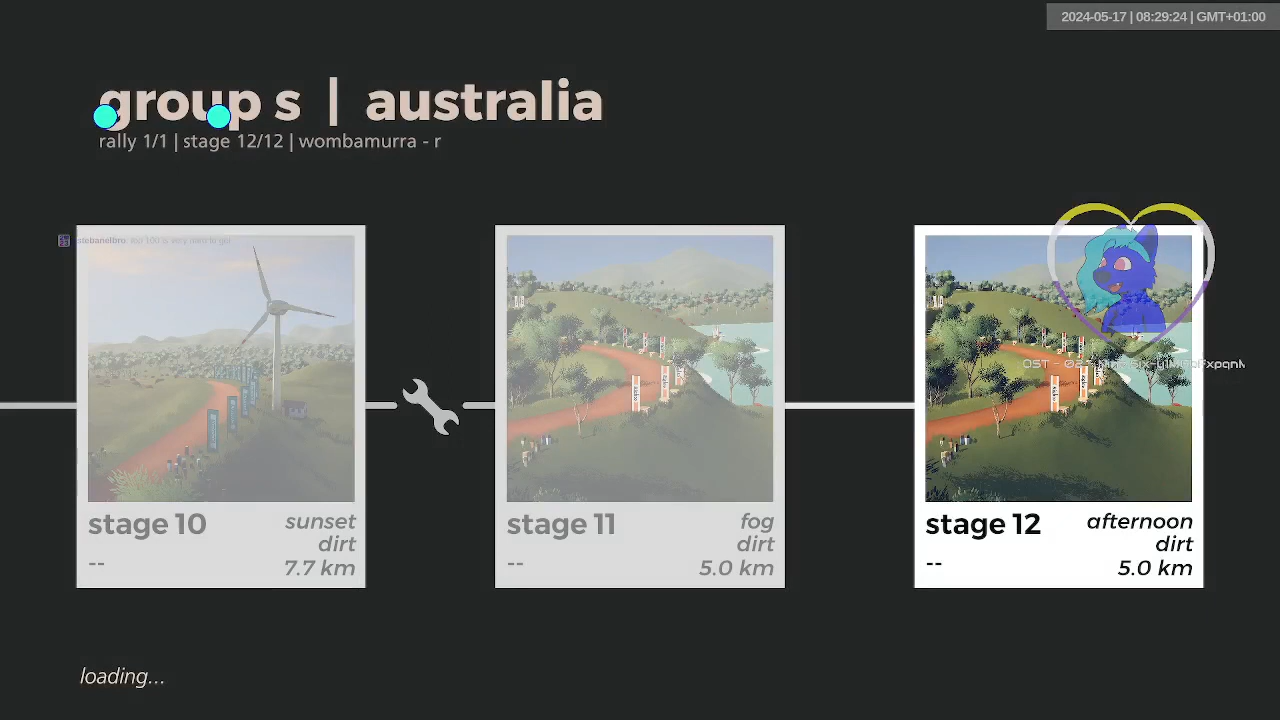 2024-05-17 | 08:29:24 | GMT+01:00
group s | australia
rally 1/1 | stage 12/12 | wombamurra - r
stage 10
sunset
dirt
--
7.7 km
stage 11
fog
dirt
--
5.0 km
stage 12
afternoon
dirt
--
5.0 km
loading...